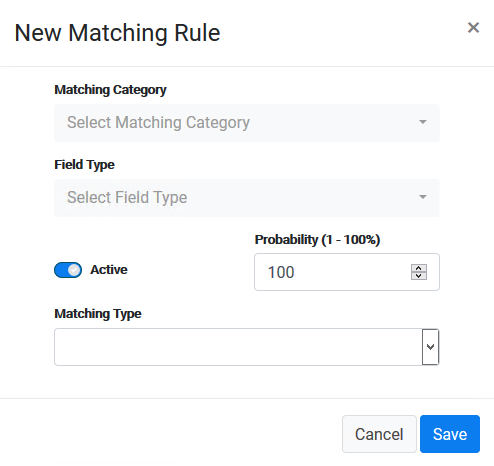 New Matching Rule
×
Matching Category
Select Matching Category
Field Type
Select Field Type
Probability (1 - 100%)
Active
100
Matching Type
Cancel
Save